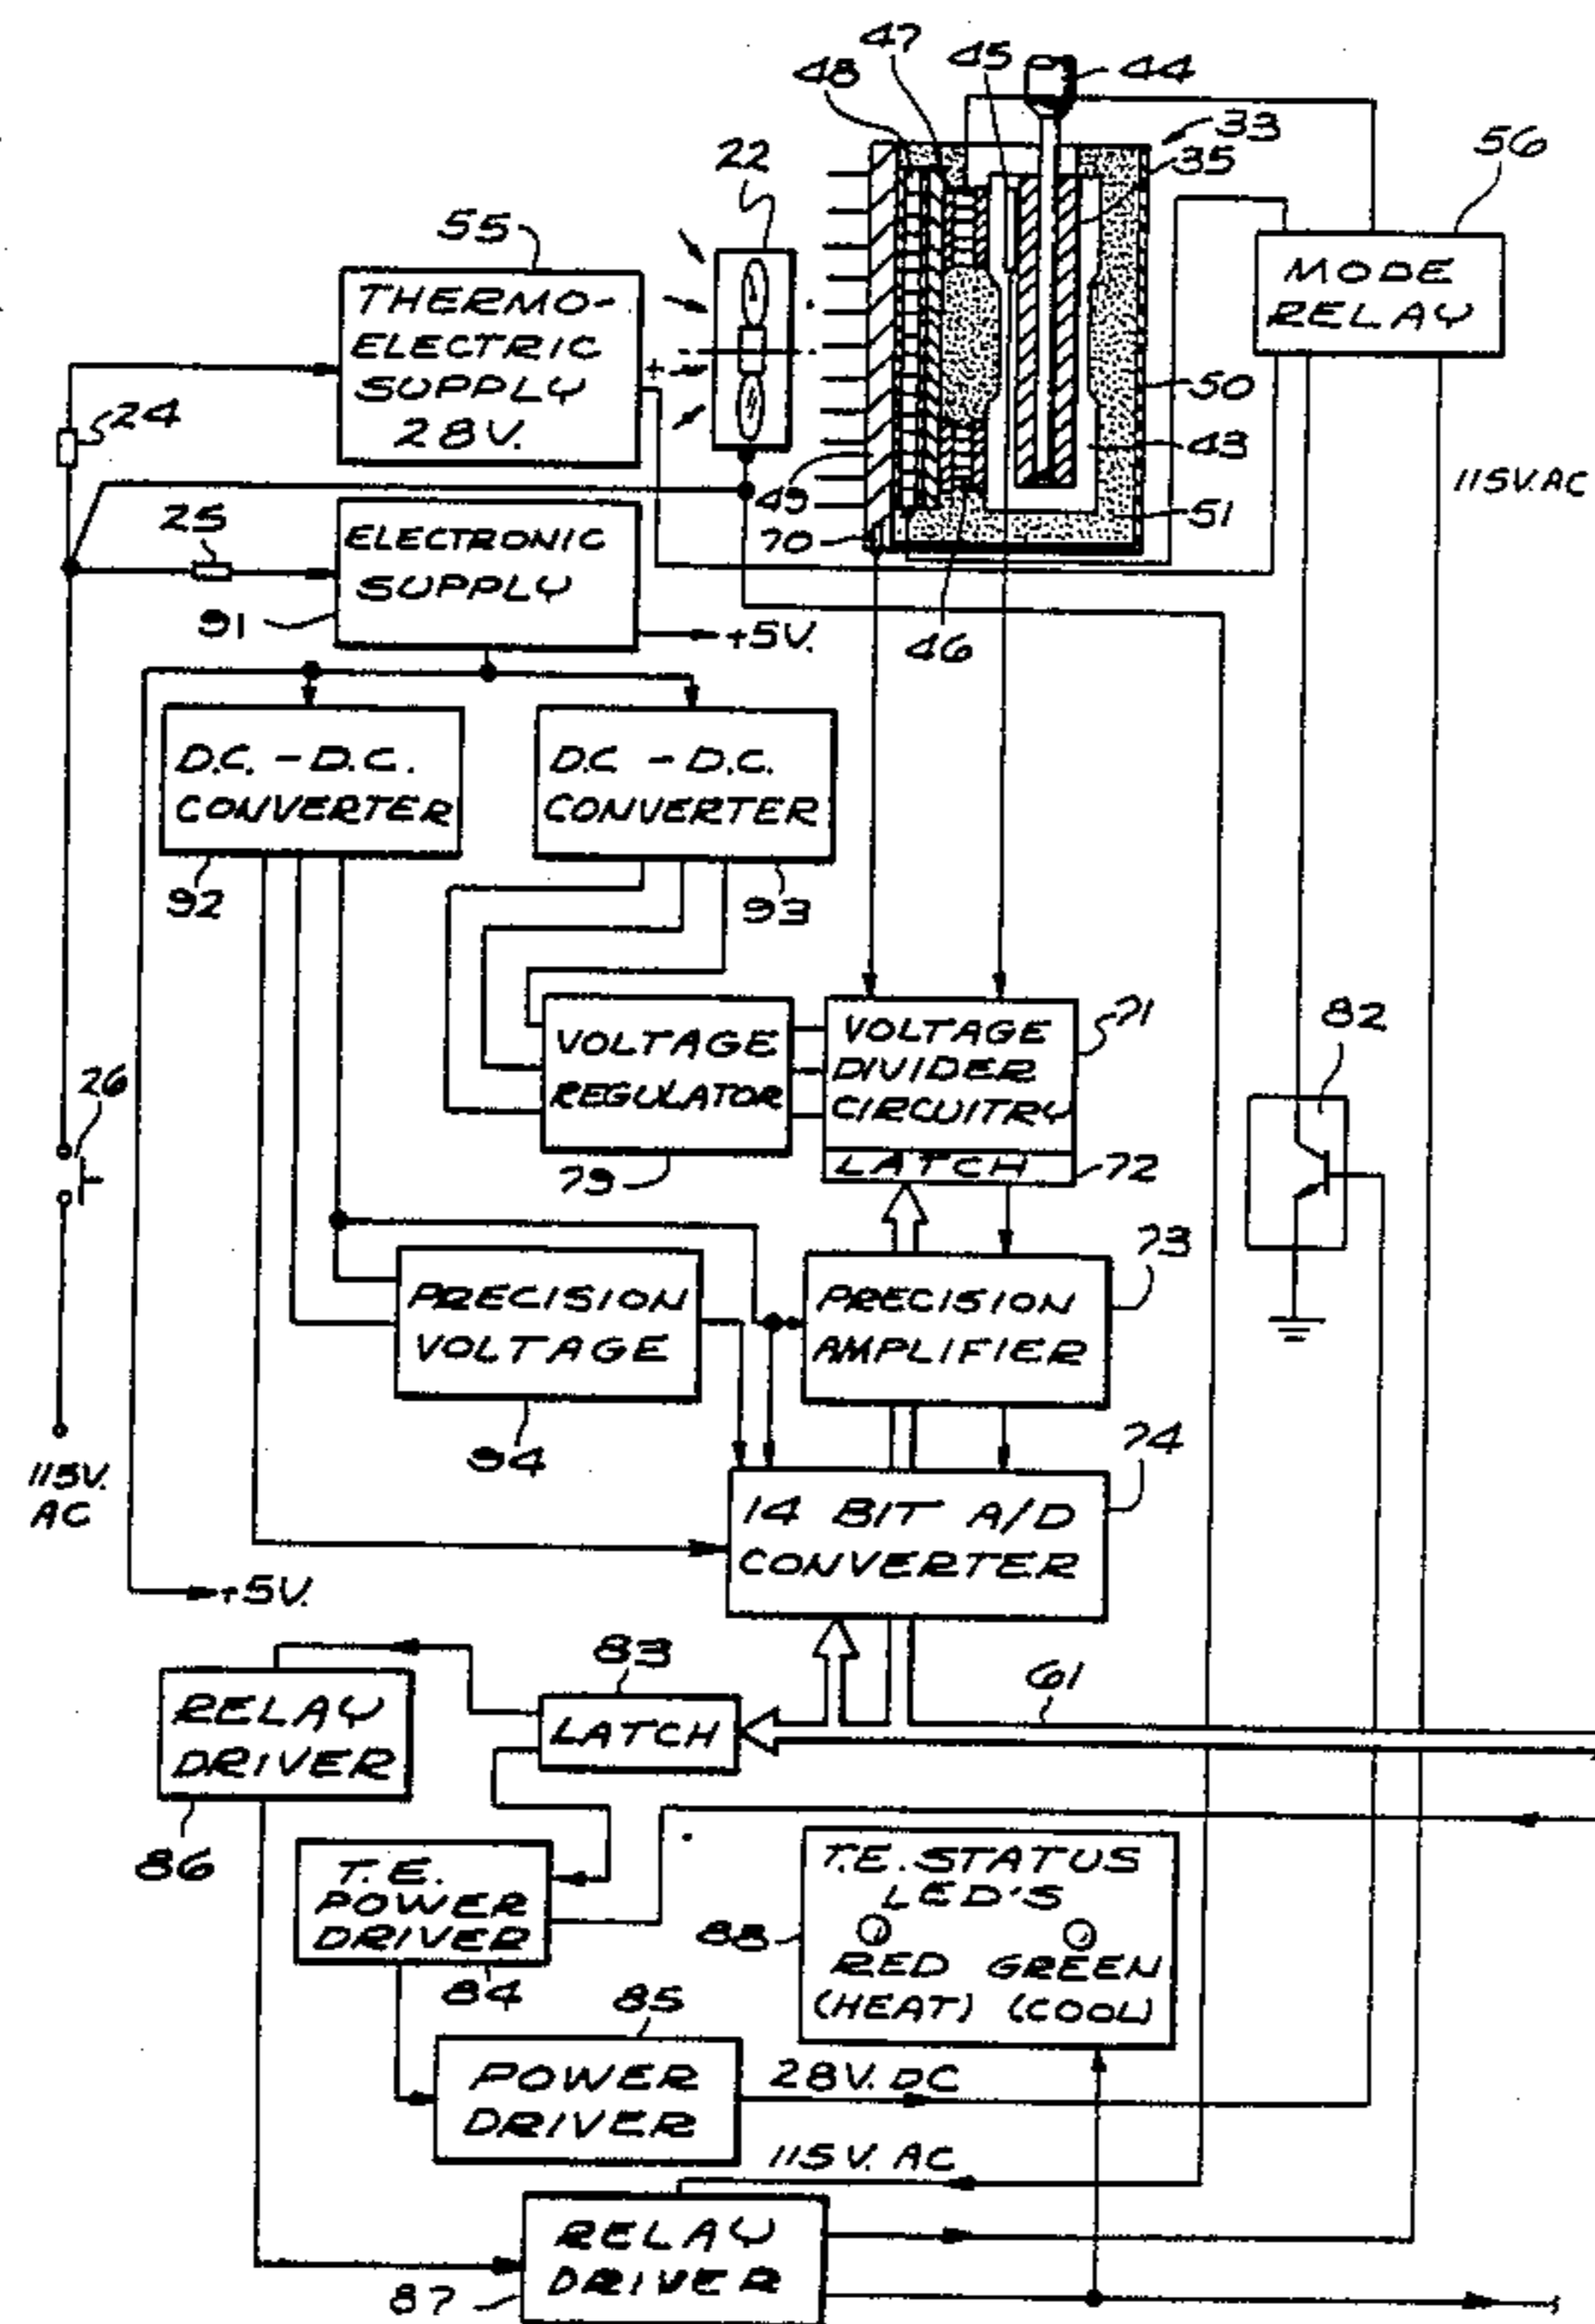 47
48
45
44
33
35
22
56
55
THERMO-
ELECTRIC
SUPPLY
28V.
+
MODE
RELAY
24
50
43
49
115V.AC
25
51
ELECTRONIC
SUPPLY
70
91
+5V.
46
D.C. - D.C.
CONVERTER
D.C - D.C.
CONVERTER
92
93
VOLTAGE
REGULATOR
VOLTAGE
DIVIDER
CIRCUITRY
71
82
26
LATCH
72
79
PRECISION
VOLTAGE
PRECISION
AMPLIFIER
73
94
74
115V.
AC
14 BIT A/D
CONVERTER
+5V.
83
61
RELAY
DRIVER
LATCH
86
T.E.
POWER
DRIVER
T.E. STATUS
LED'S
88
RED GREEN
(HEAT) (COOL)
84
85
POWER
DRIVER
28V. DC
115V. AC
RELAY
DRIVER
87